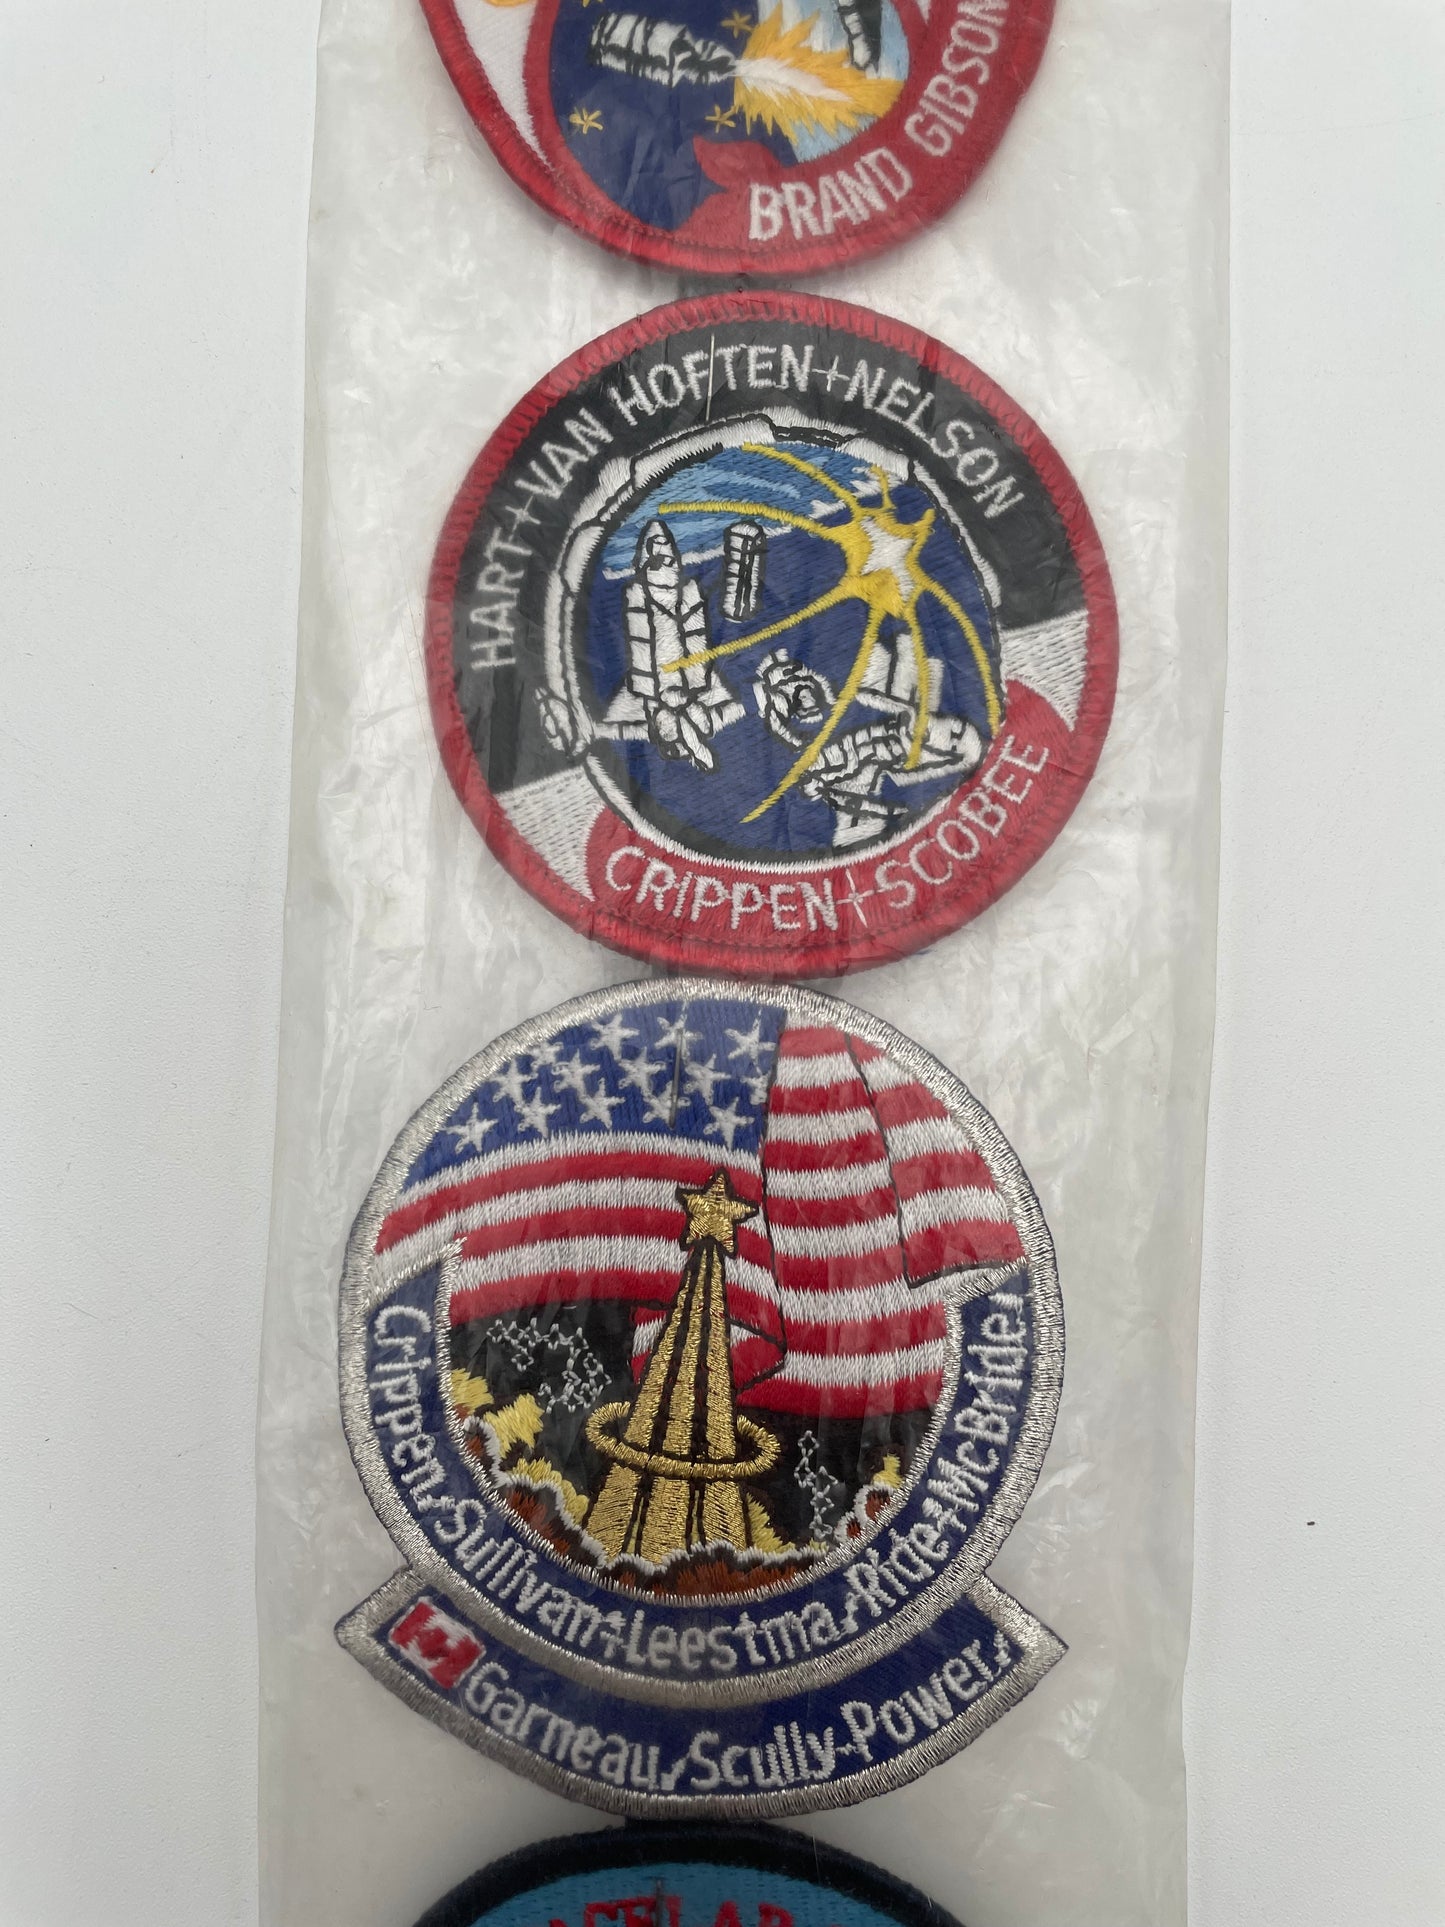 BRAND GIBSON
HART+VAN HOFTEN+NELSON
CRIPPEN+SCOBEE
Crippen Sullivan Leestma Ride McBride
Garneau Scully-Power